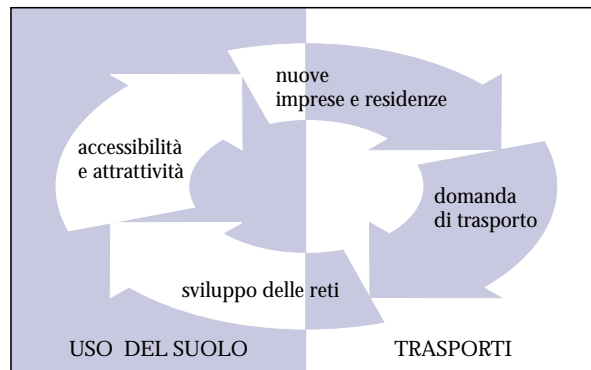 nuove
imprese e residenze
accessibilità
e attrattività
domanda
di trasporto
sviluppo delle reti
USO DEL SUOLO
TRASPORTI